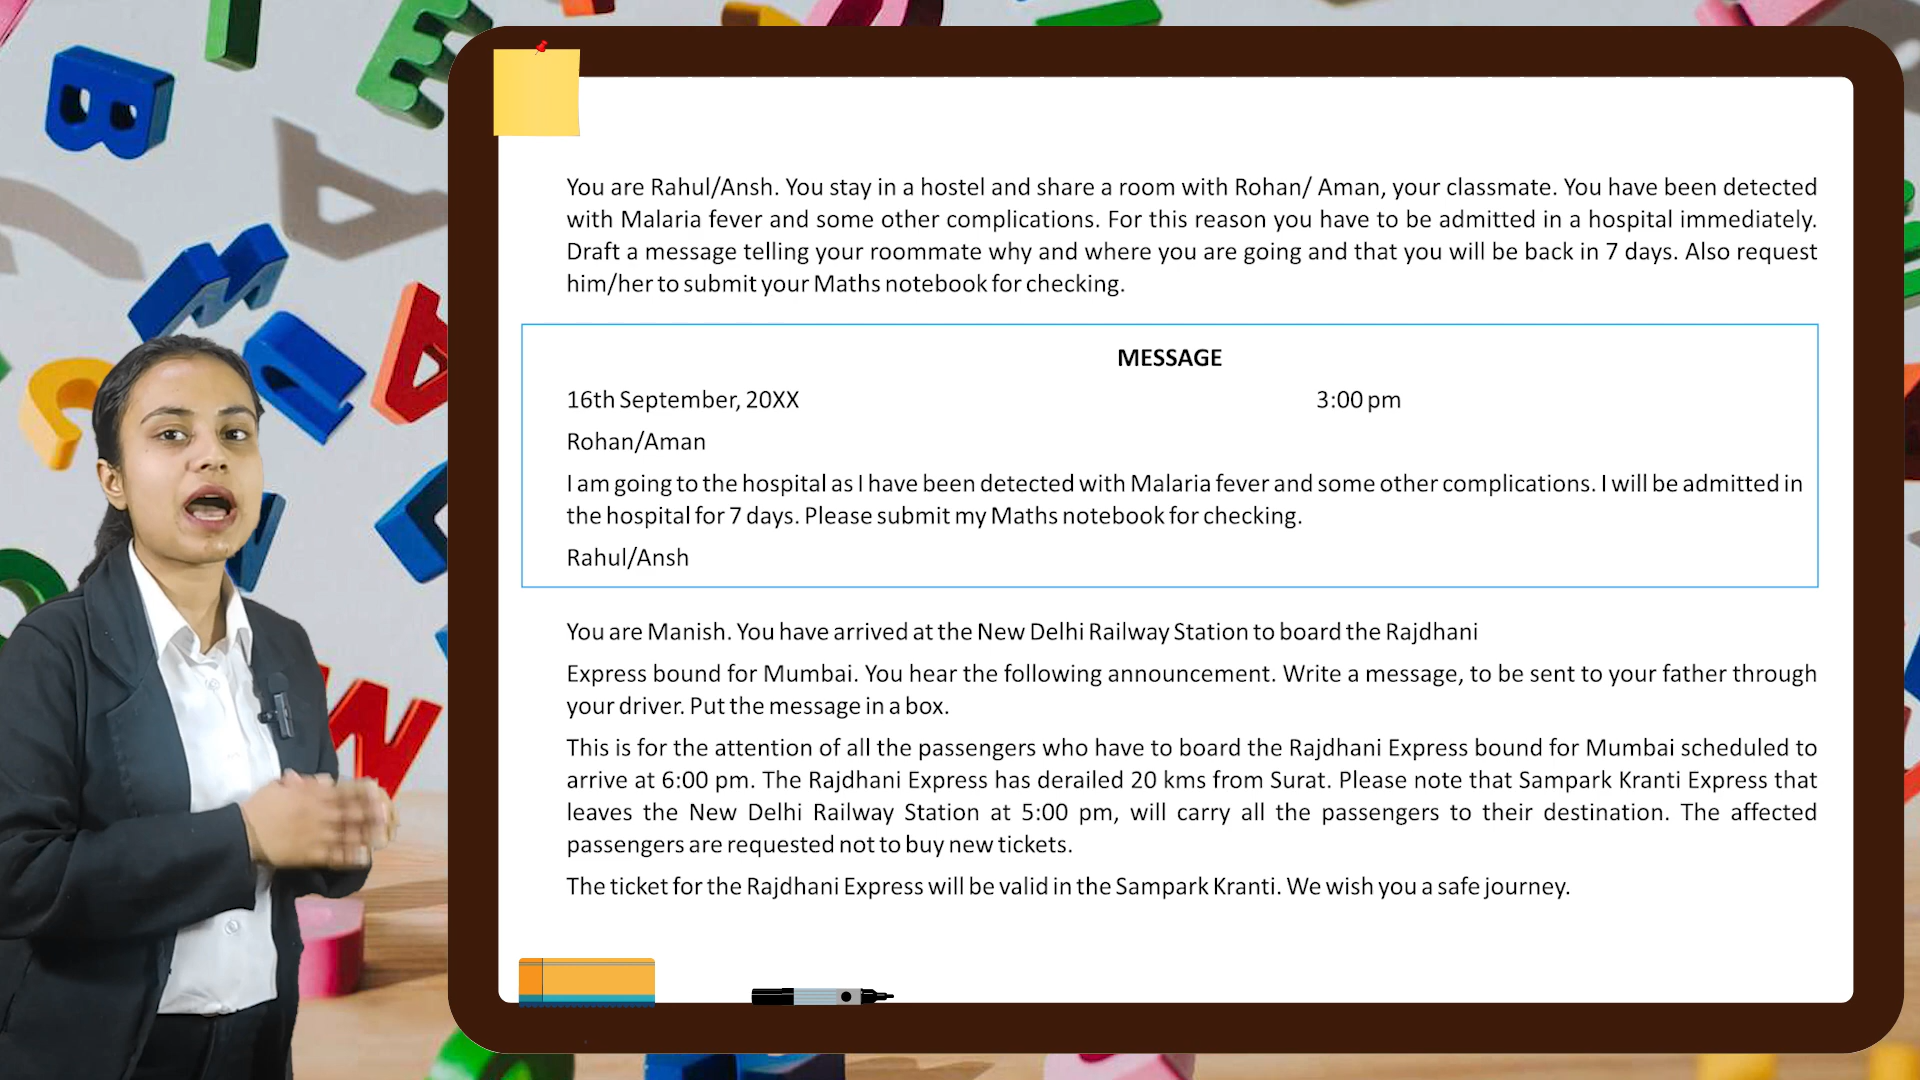 You are Rahul/Ansh. You stay in a hostel and share a room with Rohan/ Aman, your classmate. You have been detected
with Malaria fever and some other complications. For this reason you have to be admitted in a hospital immediately.
Draft a message telling your roommate why and where you are going and that you will be back in 7 days. Also request
him/her to submit your Maths notebook for checking.
MESSAGE
16th September, 20XX 3:00 pm
Rohan/Aman
I am going to the hospital as I have been detected with Malaria fever and some other complications. I will be admitted in
the hospital for 7 days. Please submit my Maths notebook for checking.
Rahul/Ansh
You are Manish. You have arrived at the New Delhi Railway Station to board the Rajdhani
Express bound for Mumbai. You hear the following announcement. Write a message, to be sent to your father through
your driver. Put the message in a box.
This is for the attention of all the passengers who have to board the Rajdhani Express bound for Mumbai scheduled to
arrive at 6:00 pm. The Rajdhani Express has derailed 20 kms from Surat. Please note that Sampark Kranti Express that
leaves the New Delhi Railway Station at 5:00 pm, will carry all the passengers to their destination. The affected
passengers are requested not to buy new tickets.
The ticket for the Rajdhani Express will be valid in the Sampark Kranti. We wish you a safe journey.